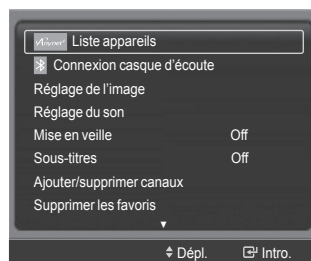 Anynet+ Liste appareils
Connexion casque d'écoute
Réglage de l'image
Réglage du son
Mise en veille Off
Sous-titres Off
Ajouter/supprimer canaux
Supprimer les favoris
Dépl. Intro.